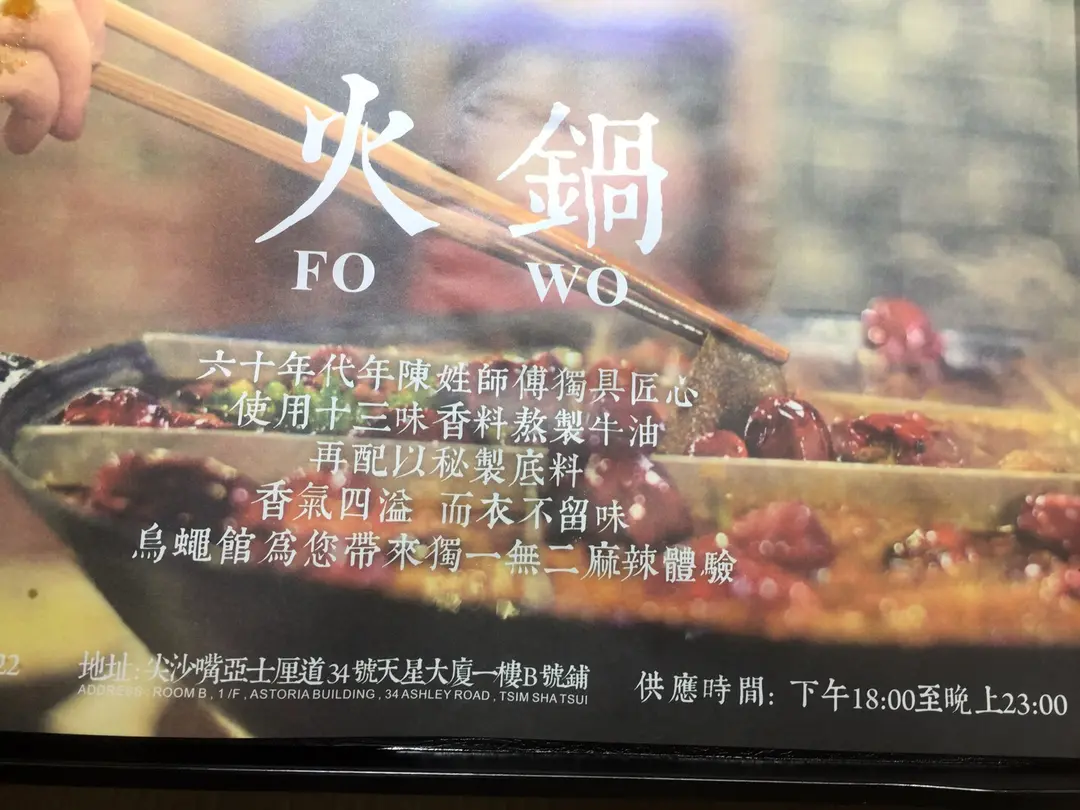 火鍋
FO WO
六十年代年陳姓師傅獨具匠心
使用十三味香料熬製牛油
再配以秘製底料
香氣四溢 而衣不留味
烏蠅館為您帶來獨一無二麻辣體驗
22
地址:尖沙嘴亞士厘道34號天星大廈一樓B號鋪
ADDRESS: ROOM B , 1 /F , ASTORIA BUILDING , 34 ASHLEY ROAD , TSIM SHA TSUI
供應時間: 下午18:00至晚上23:00